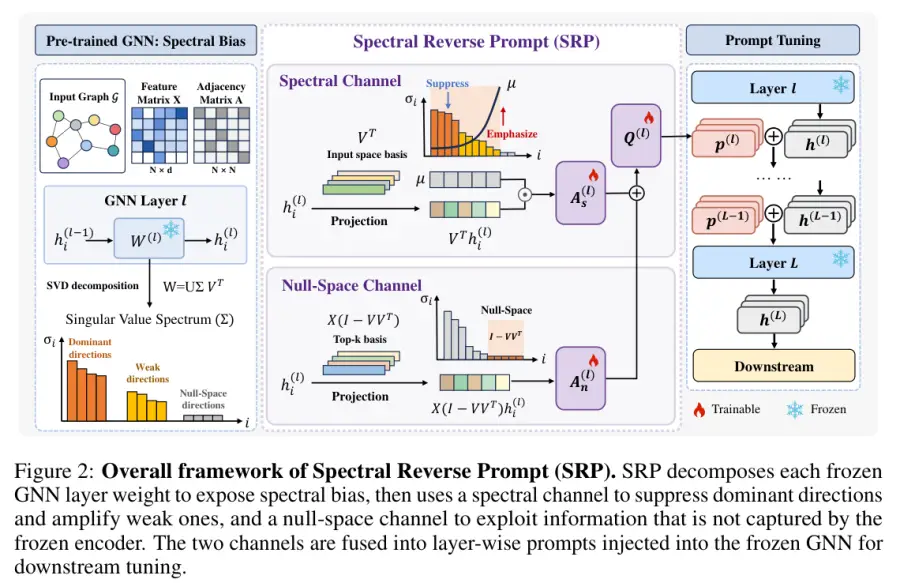 Pre-trained GNN: Spectral Bias
Input Graph 𝒢
Feature
Matrix X
N × d
Adjacency
Matrix A
N × N
GNN Layer l
h_i^(l−1)
W^(l)
h_i^(l)
SVD decomposition
W=UΣ V^T
Singular Value Spectrum (Σ)
σ_i
Dominant
directions
Weak
directions
Null-Space
directions
i
Spectral Reverse Prompt (SRP)
Spectral Channel
Suppress
μ
σ_i
Emphasize
i
V^T
Input space basis
h_i^(l)
Projection
μ
V^T h_i^(l)
A_s^(l)
Q^(l)
Null-Space Channel
X(I − VV^T)
Top-k basis
h_i^(l)
Projection
σ_i
Null-Space
I − VV^T
i
X(I − VV^T)h_i^(l)
A_n^(l)
Prompt Tuning
Layer l
p^(l)
h^(l)
... ...
p^(L−1)
h^(L−1)
Layer L
h^(L)
Downstream
Trainable
Frozen
Figure 2: Overall framework of Spectral Reverse Prompt (SRP). SRP decomposes each frozen
GNN layer weight to expose spectral bias, then uses a spectral channel to suppress dominant directions
and amplify weak ones, and a null-space channel to exploit information that is not captured by the
frozen encoder. The two channels are fused into layer-wise prompts injected into the frozen GNN for
downstream tuning.